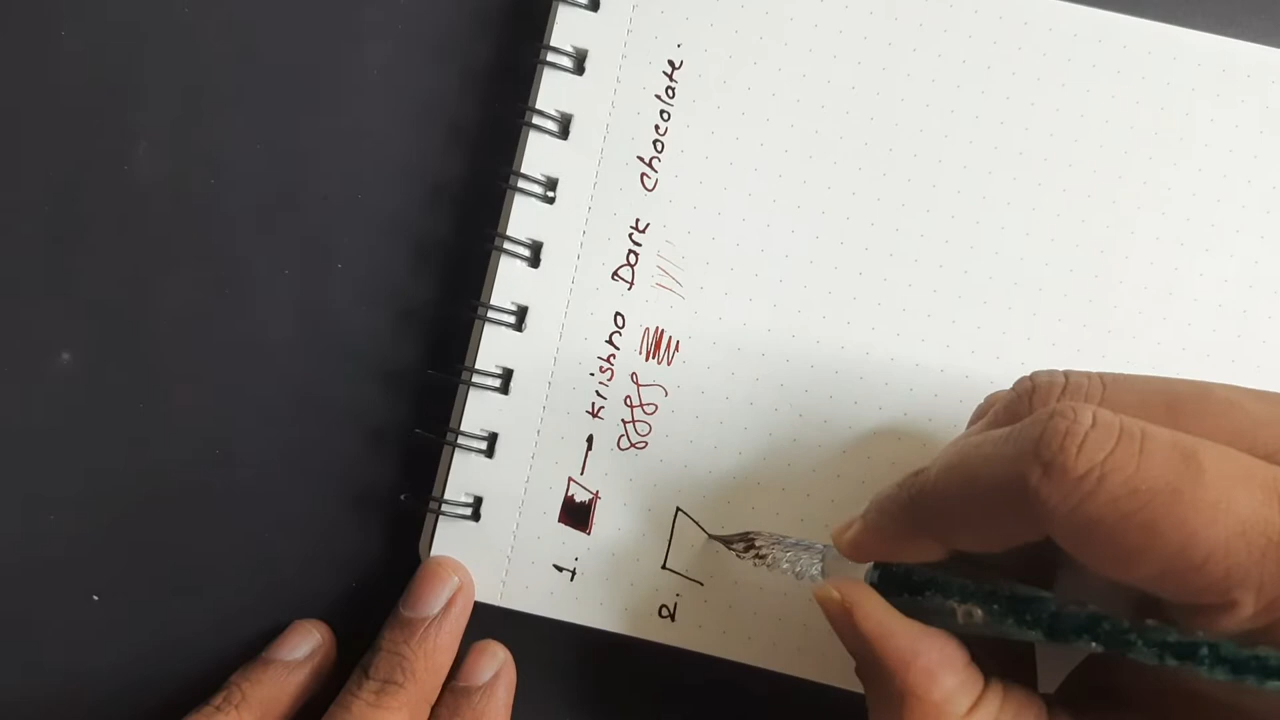 1. → Krishna Dark chocolate.
2.